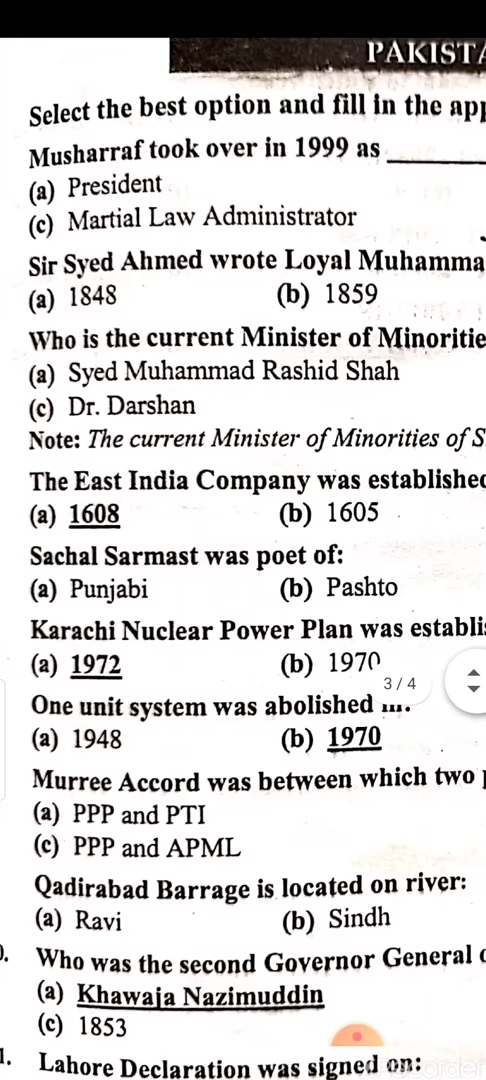 PAKISTA
Select the best option and fill in the app
Musharraf took over in 1999 as ______
(a) President
(c) Martial Law Administrator
Sir Syed Ahmed wrote Loyal Muhamma
(a) 1848 (b) 1859
Who is the current Minister of Minoritie
(a) Syed Muhammad Rashid Shah
(c) Dr. Darshan
Note: The current Minister of Minorities of S
The East India Company was established
(a) 1608 (b) 1605
Sachal Sarmast was poet of:
(a) Punjabi (b) Pashto
Karachi Nuclear Power Plan was establis
(a) 1972 (b) 1970
3 / 4
One unit system was abolished in:
(a) 1948 (b) 1970
Murree Accord was between which two p
(a) PPP and PTI
(c) PPP and APML
Qadirabad Barrage is located on river:
(a) Ravi (b) Sindh
0. Who was the second Governor General o
(a) Khawaja Nazimuddin
(c) 1853
1. Lahore Declaration was signed on: